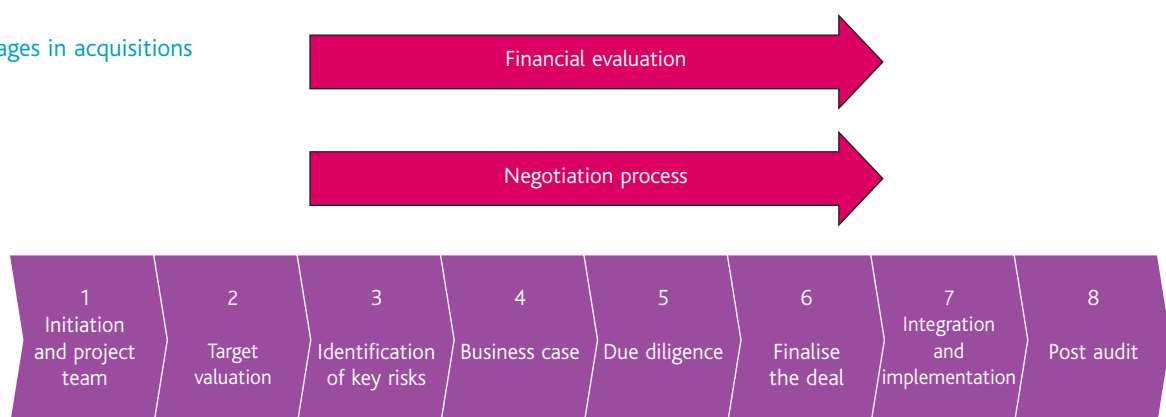 ages in acquisitions
Financial evaluation
Negotiation process
1
Initiation
and project
team
2
Target
valuation
3
Identification
of key risks
4
Business case
5
Due diligence
6
Finalise
the deal
7
Integration
and
implementation
8
Post audit